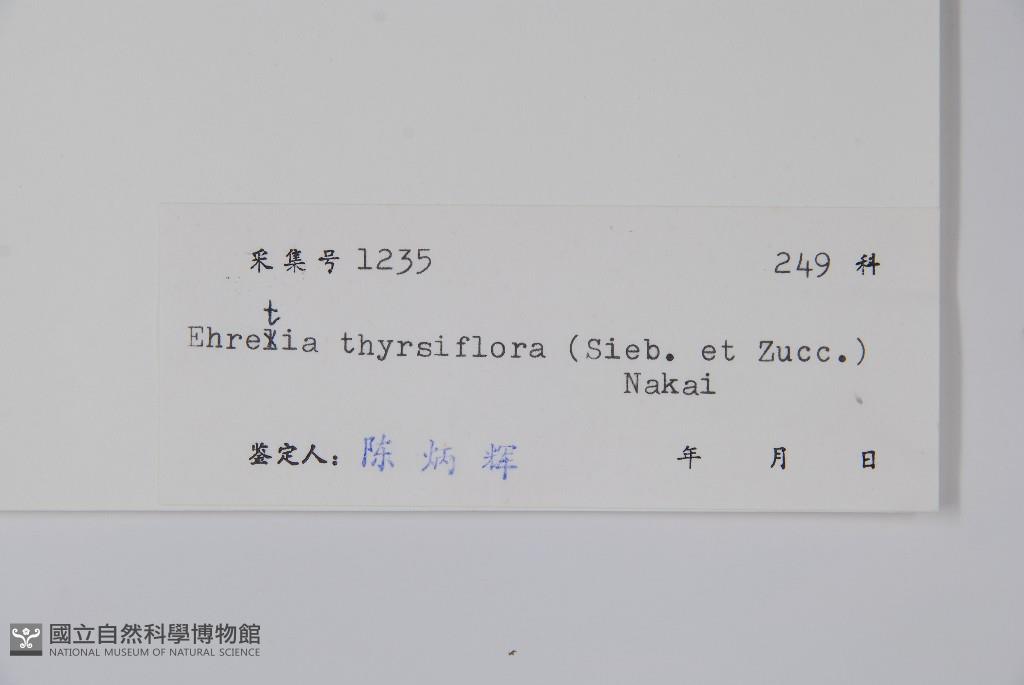 采集号 1235 249 科
t
Ehretia thyrsiflora (Sieb. et Zucc.)
Nakai
鉴定人: 陈炳辉 年 月 日
國立自然科學博物館
NATIONAL MUSEUM OF NATURAL SCIENCE